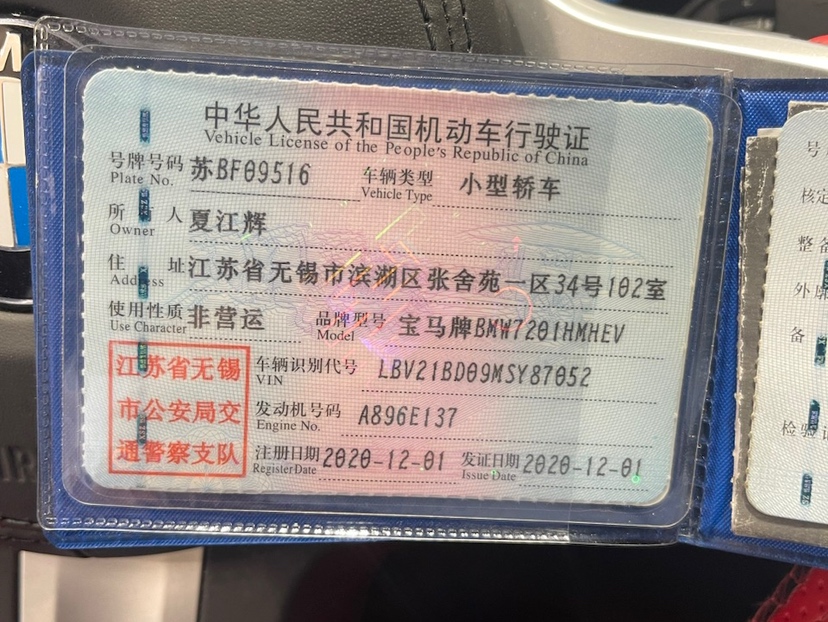 中华人民共和国机动车行驶证
Vehicle License of the People's Republic of China
号牌号码 苏BF09516 车辆类型 小型轿车
Plate No. Vehicle Type
所有人 夏江辉
Owner
住址 江苏省无锡市滨湖区张舍苑一区34号102室
Address
使用性质 非营运 品牌型号 宝马牌BMW7201HMHEV
Use Character Model
江苏省无锡
市公安局交
通警察支队
车辆识别代号 LBV21BD09MSY87052
VIN
发动机号码 A896E137
Engine No.
注册日期 2020-12-01 发证日期 2020-12-01
Register Date Issue Date
号
核定
整备
外廓
备
检验